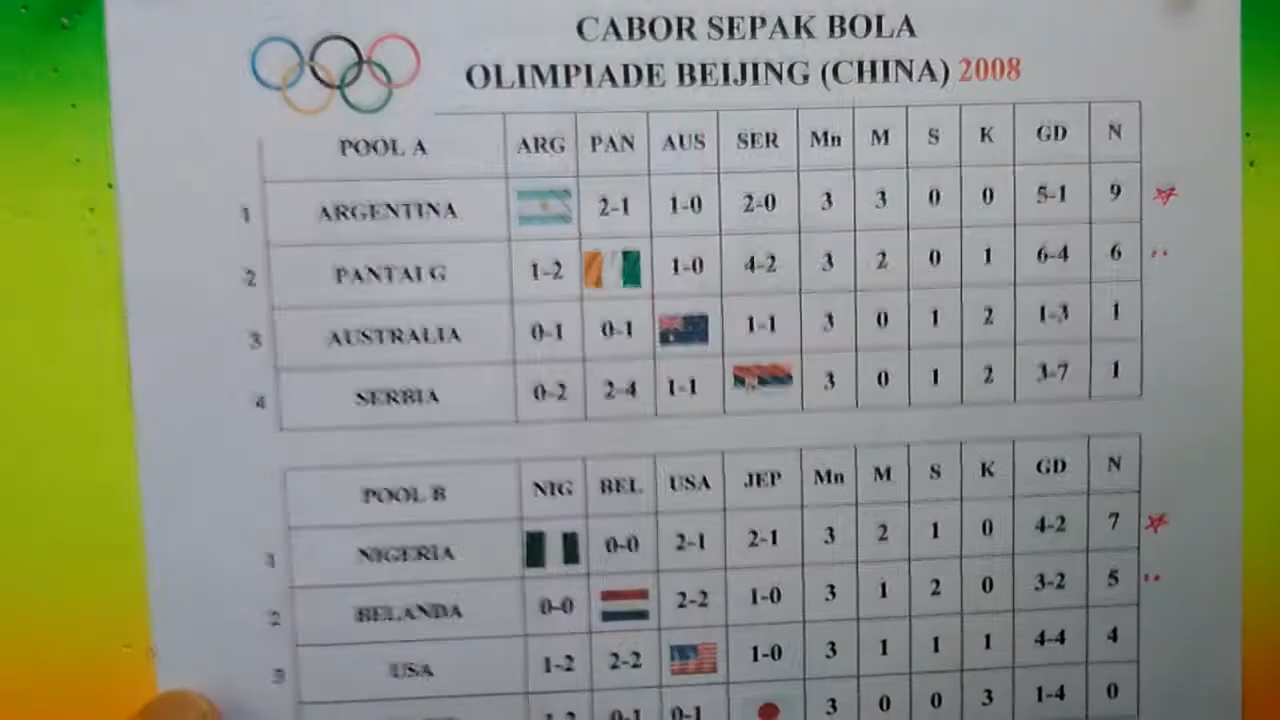 CABOR SEPAK BOLA
OLIMPIADE BEIJING (CHINA) 2008
POOL A ARG PAN AUS SER Mn M S K GD N
1 ARGENTINA 2-1 1-0 2-0 3 3 0 0 5-1 9
2 PANTAI G 1-2 1-0 4-2 3 2 0 1 6-4 6
3 AUSTRALIA 0-1 0-1 1-1 3 0 1 2 1-3 1
4 SERBIA 0-2 2-4 1-1 3 0 1 2 3-7 1
POOL B NIG BEL USA JEP Mn M S K GD N
1 NIGERIA 0-0 2-1 2-1 3 2 1 0 4-2 7
2 BELANDA 0-0 2-2 1-0 3 1 2 0 3-2 5
3 USA 1-2 2-2 1-0 3 1 1 1 4-4 4
1-2 0-1 0-1 3 0 0 3 1-4 0